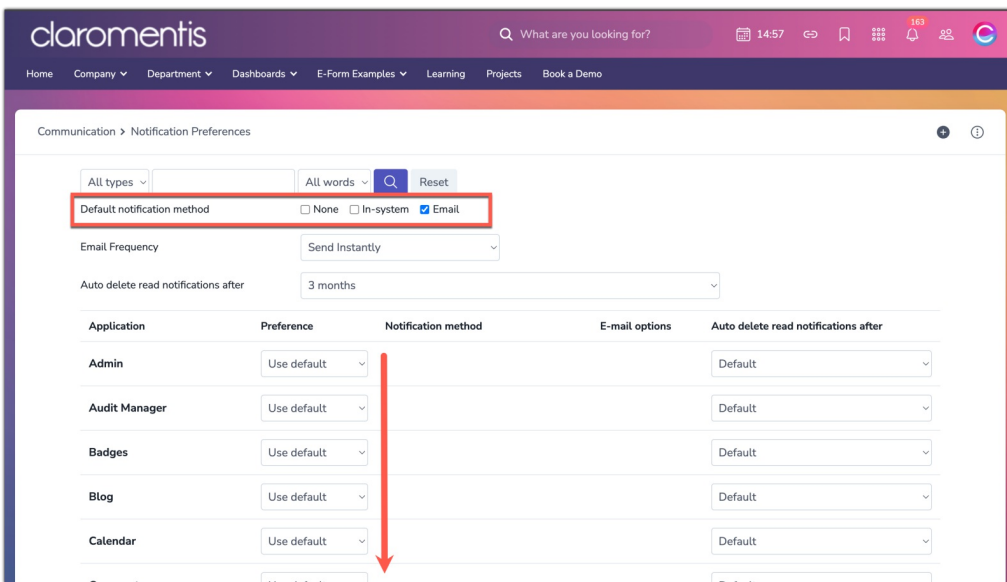 claromentis
What are you looking for?
14:57
163
Home Company Department Dashboards E-Form Examples Learning Projects Book a Demo
Communication > Notification Preferences
All types All words Reset
Default notification method None In-system Email
Email Frequency Send Instantly
Auto delete read notifications after 3 months
Application Preference Notification method E-mail options Auto delete read notifications after
Admin Use default Default
Audit Manager Use default Default
Badges Use default Default
Blog Use default Default
Calendar Use default Default